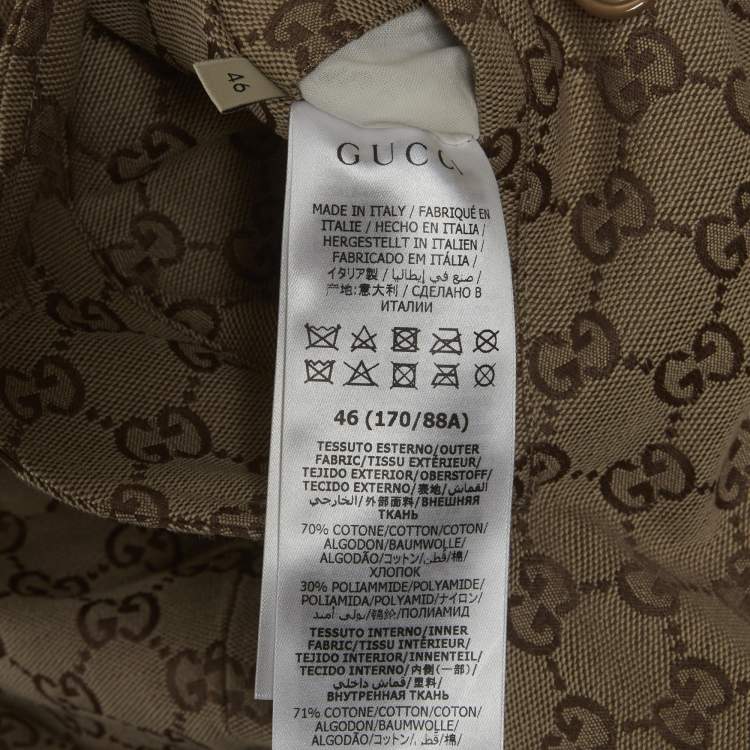 46
GUCCI
MADE IN ITALY / FABRIQUÉ EN
ITALIE / HECHO EN ITALIA /
HERGESTELLT IN ITALIEN /
FABRICADO EM ITÁLIA /
イタリア製 / صنع في إيطاليا /
产地:意大利 / СДЕЛАНО В
ИТАЛИИ
46 (170/88A)
TESSUTO ESTERNO/OUTER
FABRIC/TISSU EXTÉRIEUR/
TEJIDO EXTERIOR/OBERSTOFF/
TECIDO EXTERNO/表地/القماش
الخارجي/外部面料/ВНЕШНЯЯ
ТКАНЬ
70% COTONE/COTTON/COTON/
ALGODON/BAUMWOLLE/
ALGODÃO/コットン/قطن/棉/
ХЛОПОК
30% POLIAMMIDE/POLYAMIDE/
POLIAMIDA/POLYAMID/ナイロン/
بولي أميد/锦纶/ПОЛИАМИД
TESSUTO INTERNO/INNER
FABRIC/TISSU INTÉRIEUR/
TEJIDO INTERIOR/INNENTEIL/
TECIDO INTERNO/内側(一部)/
قماش داخلي/里料/
ВНУТРЕННЯЯ ТКАНЬ
71% COTONE/COTTON/COTON/
ALGODON/BAUMWOLLE/
ALGODÃO/コットン/قطن/棉/